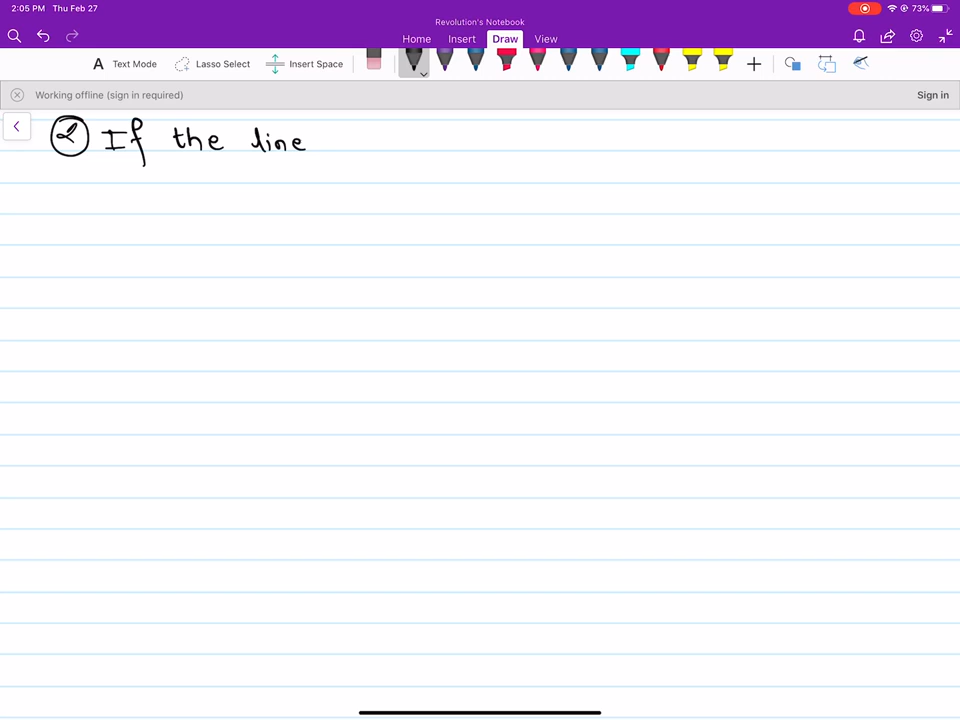 2:05 PM Thu Feb 27 73%
Revolution's Notebook
Home Insert Draw View
A Text Mode Lasso Select Insert Space
Working offline (sign in required) Sign in
② If the line